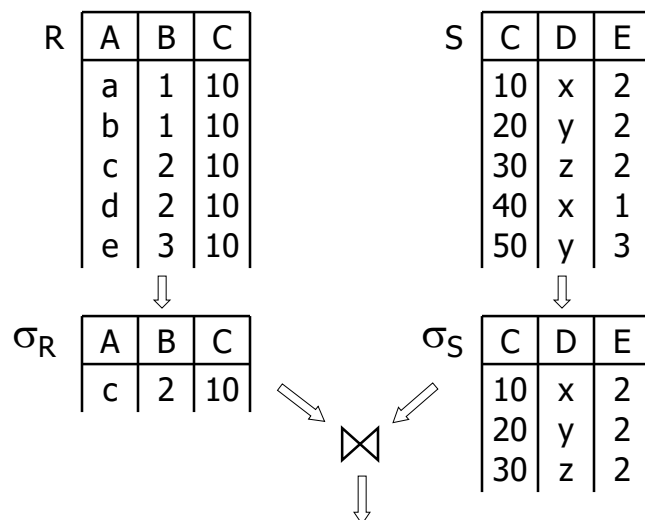 R A B C
a 1 10
b 1 10
c 2 10
d 2 10
e 3 10
S C D E
10 x 2
20 y 2
30 z 2
40 x 1
50 y 3
σR A B C
c 2 10
σS C D E
10 x 2
20 y 2
30 z 2
⋈